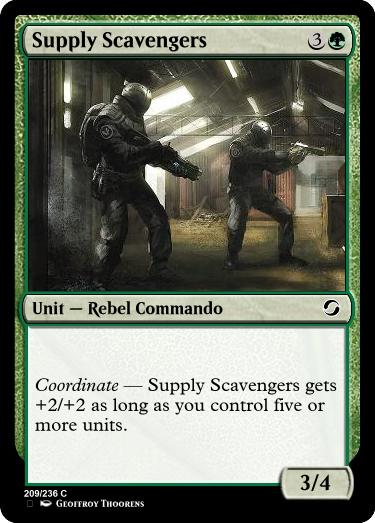 Supply Scavengers 3
Unit — Rebel Commando
Coordinate — Supply Scavengers gets
+2/+2 as long as you control five or
more units.
3/4
209/236 C
Geoffroy Thoorens